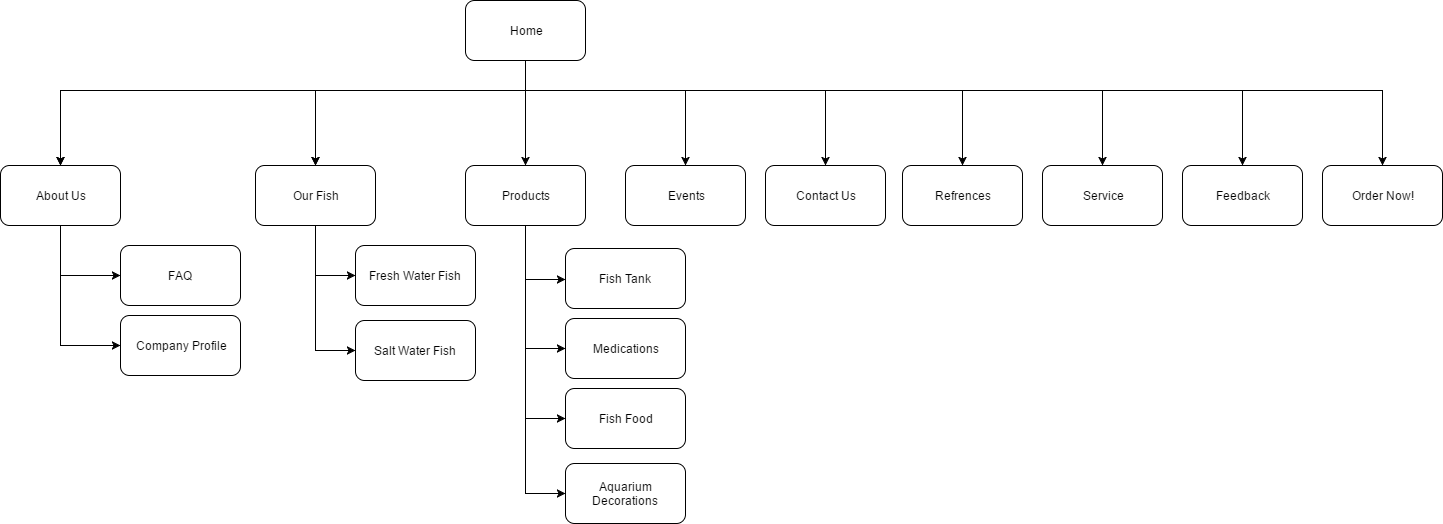 Home
About Us
Our Fish
Products
Events
Contact Us
Refrences
Service
Feedback
Order Now!
FAQ
Company Profile
Fresh Water Fish
Salt Water Fish
Fish Tank
Medications
Fish Food
Aquarium
Decorations